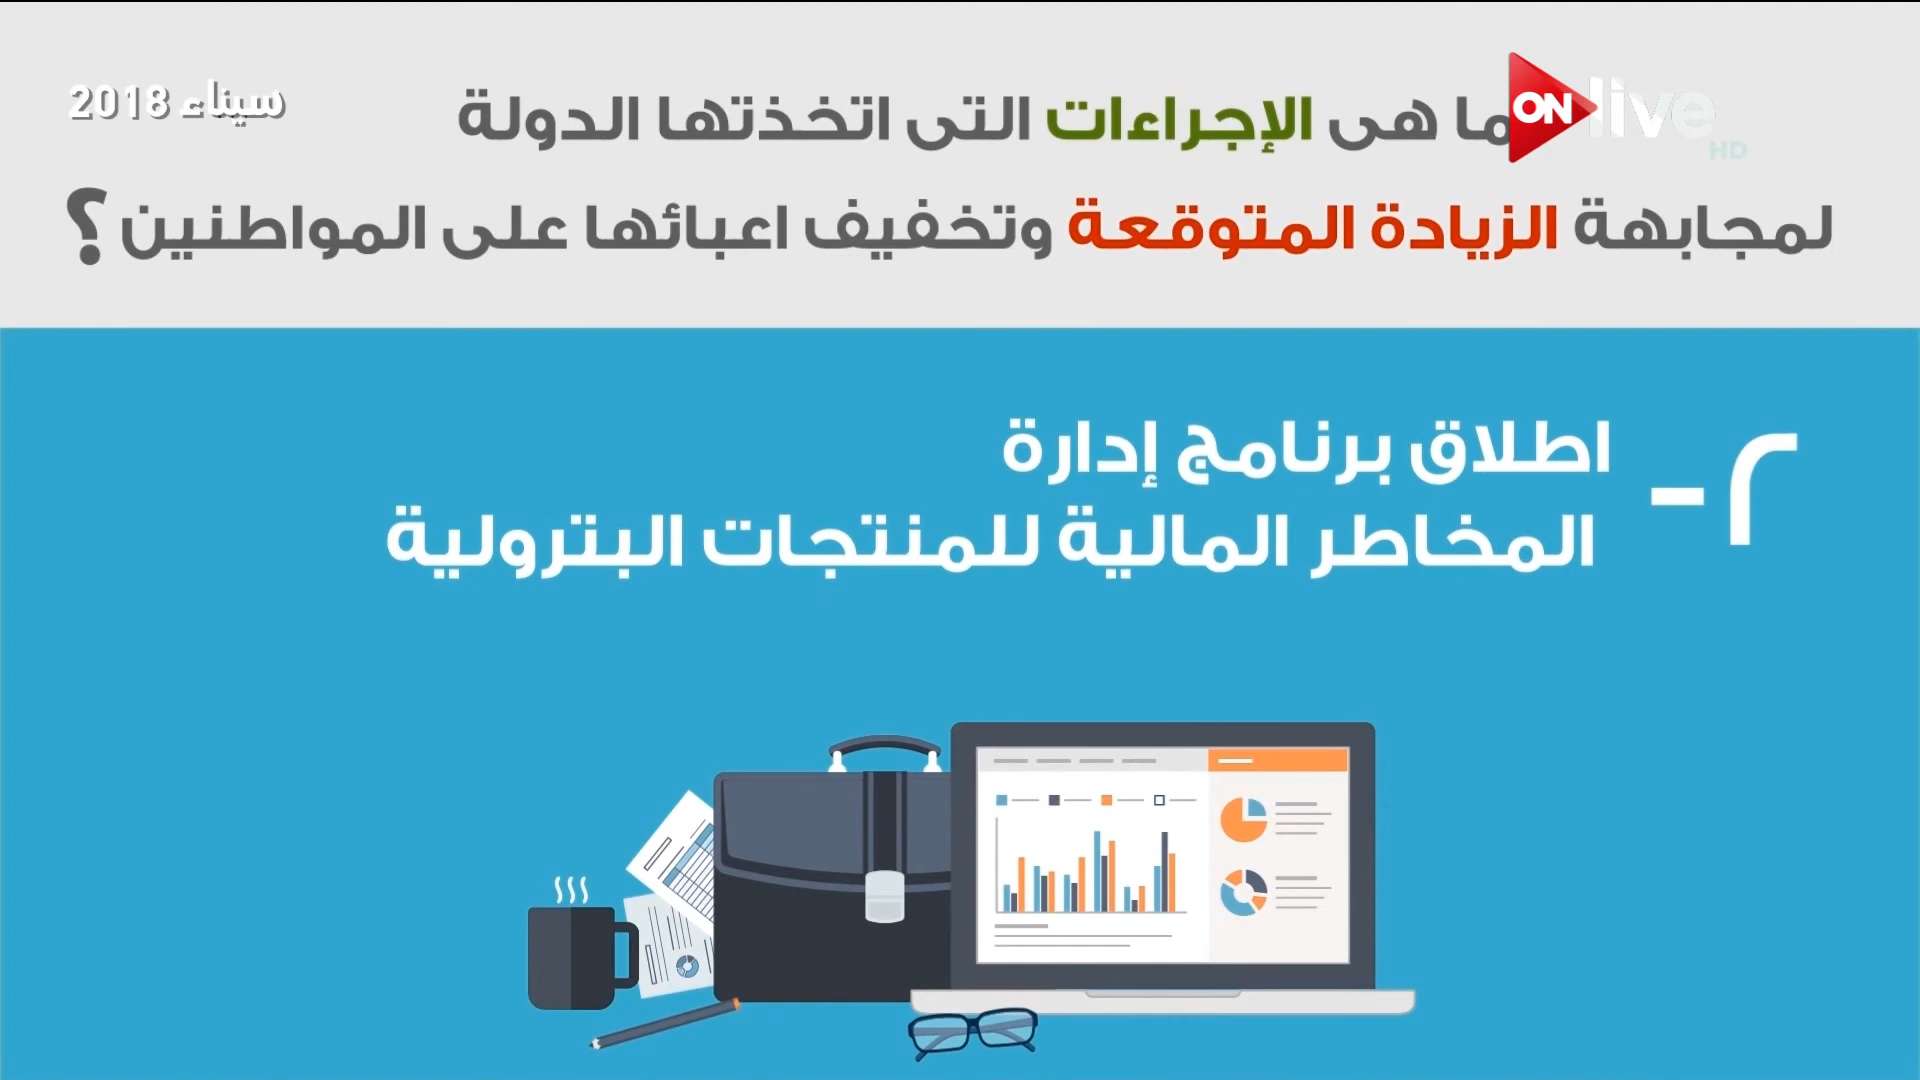 سيناء 2018
ON live
HD
ما هى الإجراءات التى اتخذتها الدولة
لمجابهة الزيادة المتوقعة وتخفيف اعبائها على المواطنين ؟
٢- اطلاق برنامج إدارة
المخاطر المالية للمنتجات البترولية